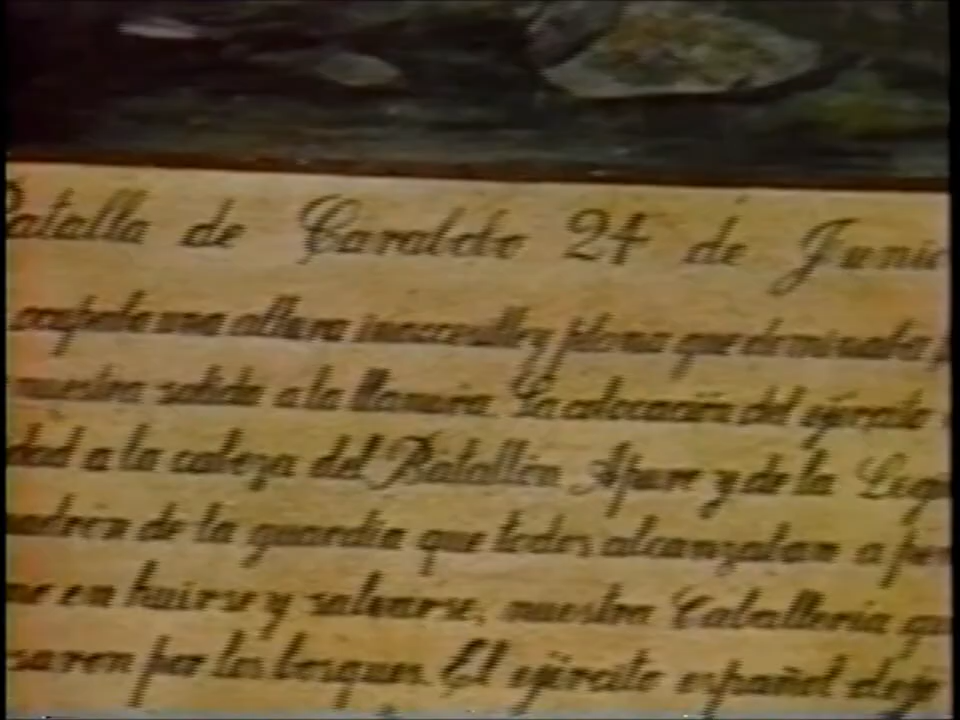 Batalla de Carabobo 24 de Junio
ocupaba una altura inaccesible y plana que dominaba
nuestra salida a la llanura. La colocación del ejército
a la cabeza del Batallón Apure y de la
de la guardia que todos alcanzaban a
en huirse y salvarse, nuestra Caballería
por los bosques. El ejército español